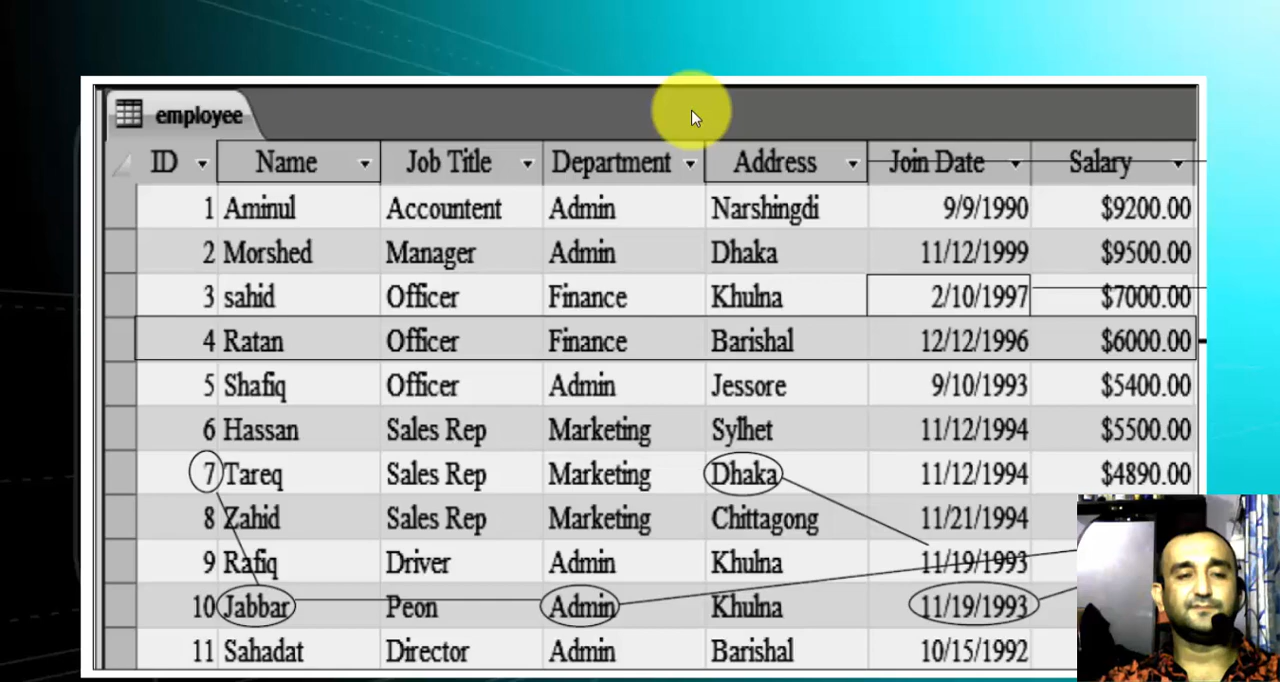 employee
ID Name Job Title Department Address Join Date Salary
1 Aminul Accountent Admin Narshingdi 9/9/1990 $9200.00
2 Morshed Manager Admin Dhaka 11/12/1999 $9500.00
3 sahid Officer Finance Khulna 2/10/1997 $7000.00
4 Ratan Officer Finance Barishal 12/12/1996 $6000.00
5 Shafiq Officer Admin Jessore 9/10/1993 $5400.00
6 Hassan Sales Rep Marketing Sylhet 11/12/1994 $5500.00
7 Tareq Sales Rep Marketing Dhaka 11/12/1994 $4890.00
8 Zahid Sales Rep Marketing Chittagong 11/21/1994
9 Rafiq Driver Admin Khulna 11/19/1993
10 Jabbar Peon Admin Khulna 11/19/1993
11 Sahadat Director Admin Barishal 10/15/1992